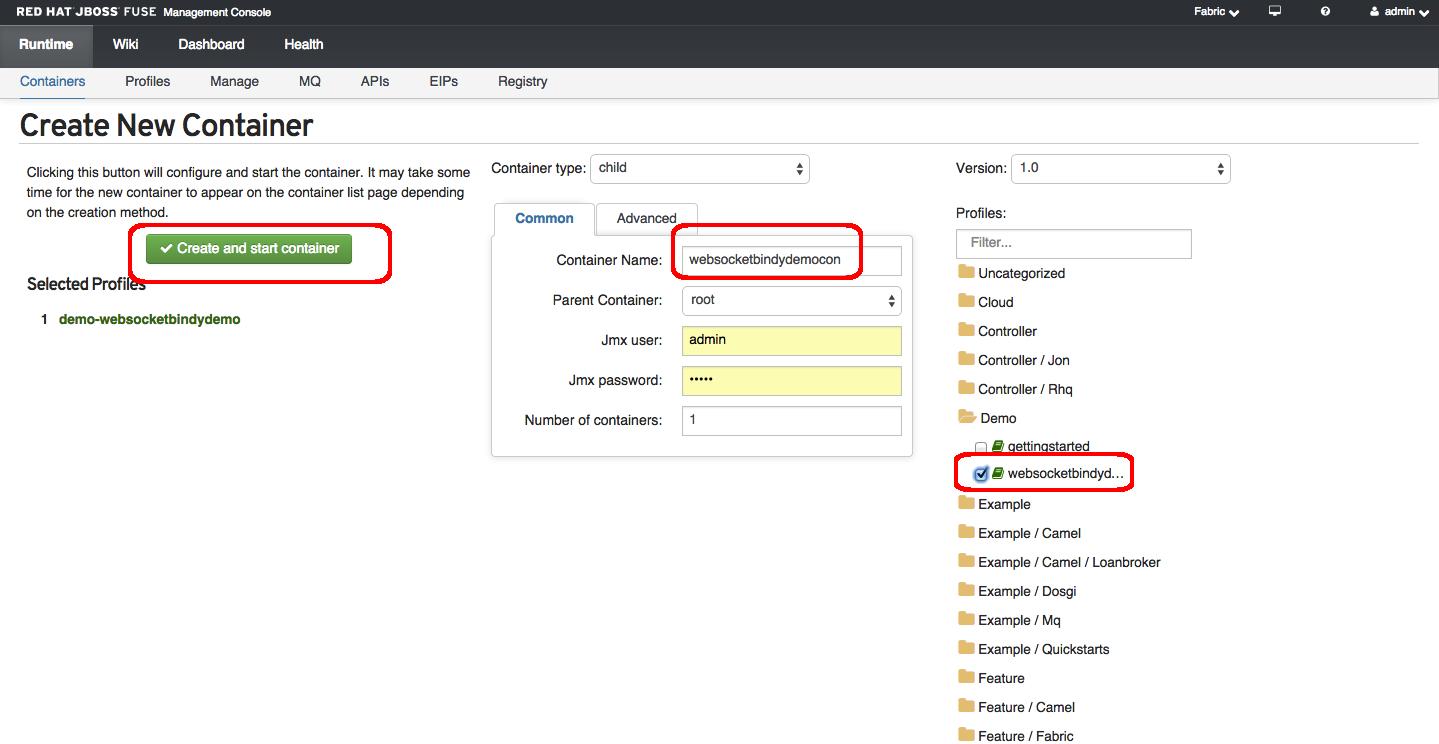 RED HAT JBOSS FUSE Management Console
Fabric
admin
Runtime Wiki Dashboard Health
Containers Profiles Manage MQ APIs EIPs Registry
Create New Container
Clicking this button will configure and start the container. It may take some
time for the new container to appear on the container list page depending
on the creation method.
Create and start container
Selected Profiles
1 demo-websocketbindydemo
Container type: child
Common Advanced
Container Name: websocketbindydemocon
Parent Container: root
Jmx user: admin
Jmx password: •••••
Number of containers: 1
Version: 1.0
Profiles:
Filter...
Uncategorized
Cloud
Controller
Controller / Jon
Controller / Rhq
Demo
gettingstarted
websocketbindyd...
Example
Example / Camel
Example / Camel / Loanbroker
Example / Dosgi
Example / Mq
Example / Quickstarts
Feature
Feature / Camel
Feature / Fabric